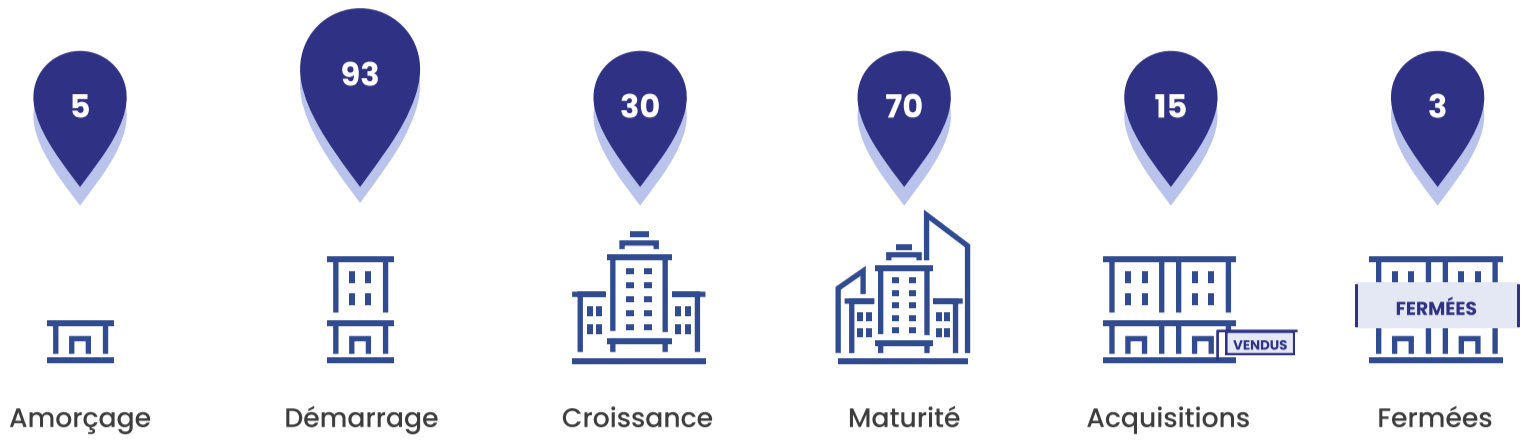 5
93
30
70
15
3
VENDUS
FERMÉES
Amorçage
Démarrage
Croissance
Maturité
Acquisitions
Fermées